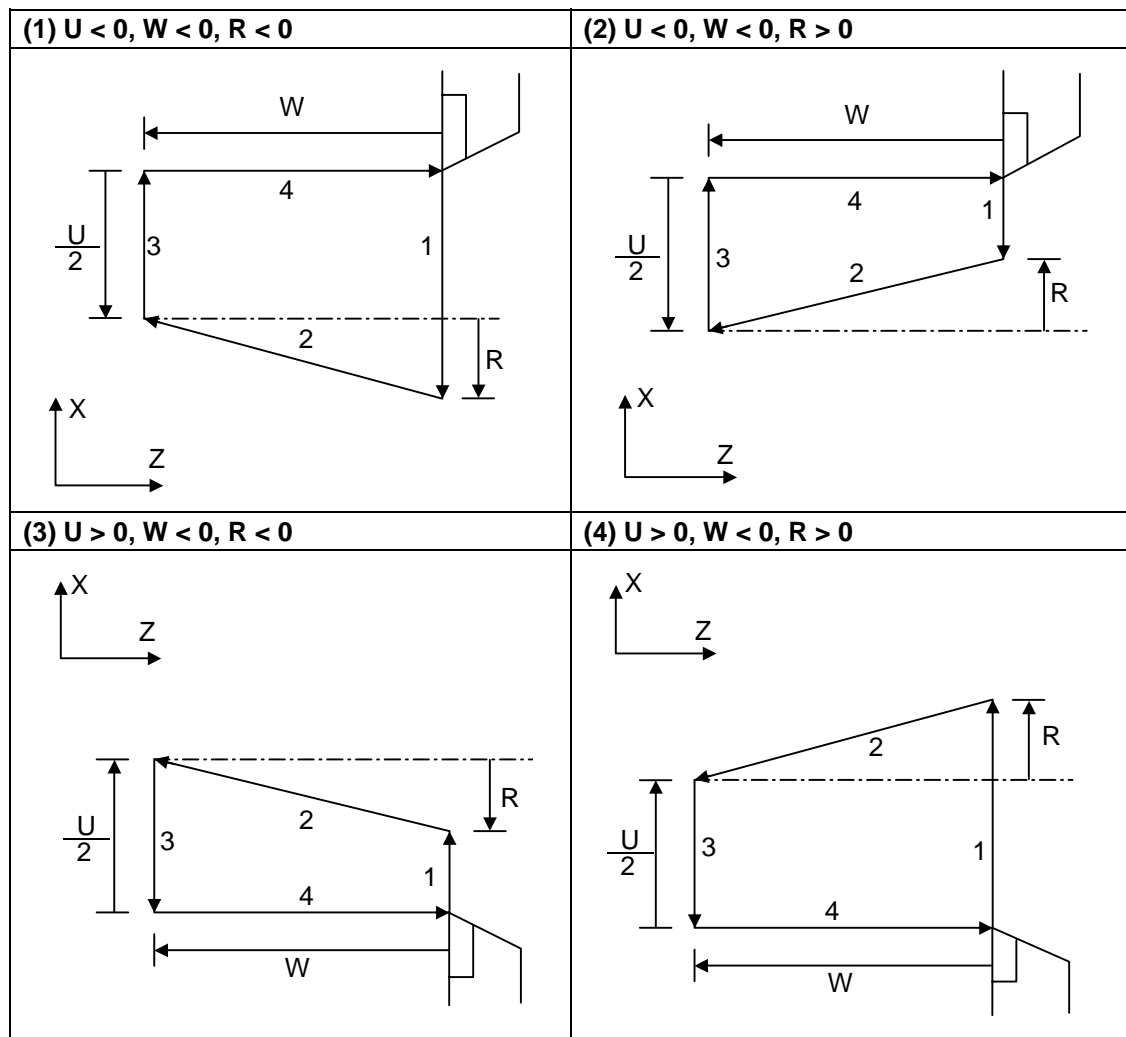 (1) U < 0, W < 0, R < 0
W
4
U
2
3
1
2
R
X
Z
(2) U < 0, W < 0, R > 0
W
4
1
U
2
3
2
R
X
Z
(3) U > 0, W < 0, R < 0
X
Z
R
2
U
2
3
1
4
W
(4) U > 0, W < 0, R > 0
X
Z
R
2
U
2
3
1
4
W